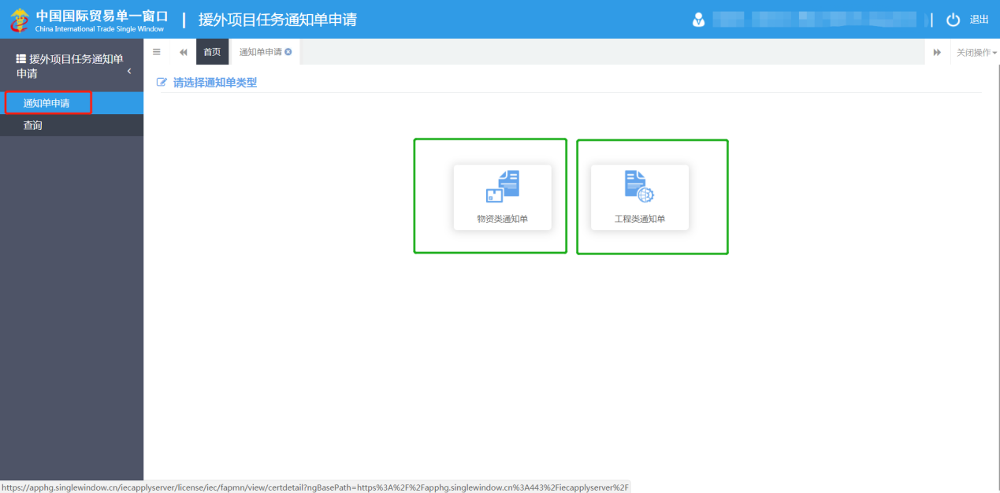 中国国际贸易单一窗口
China International Trade Single Window
援外项目任务通知单申请
退出
援外项目任务通知单
申请
首页
通知单申请
关闭操作
请选择通知单类型
通知单申请
查询
物资类通知单
工程类通知单
https://apphg.singlewindow.cn/iecapplyserver/license/iec/fapmn/view/certdetail?ngBasePath=https%3A%2F%2Fapphg.singlewindow.cn%3A443%2Fiecapplyserver%2F